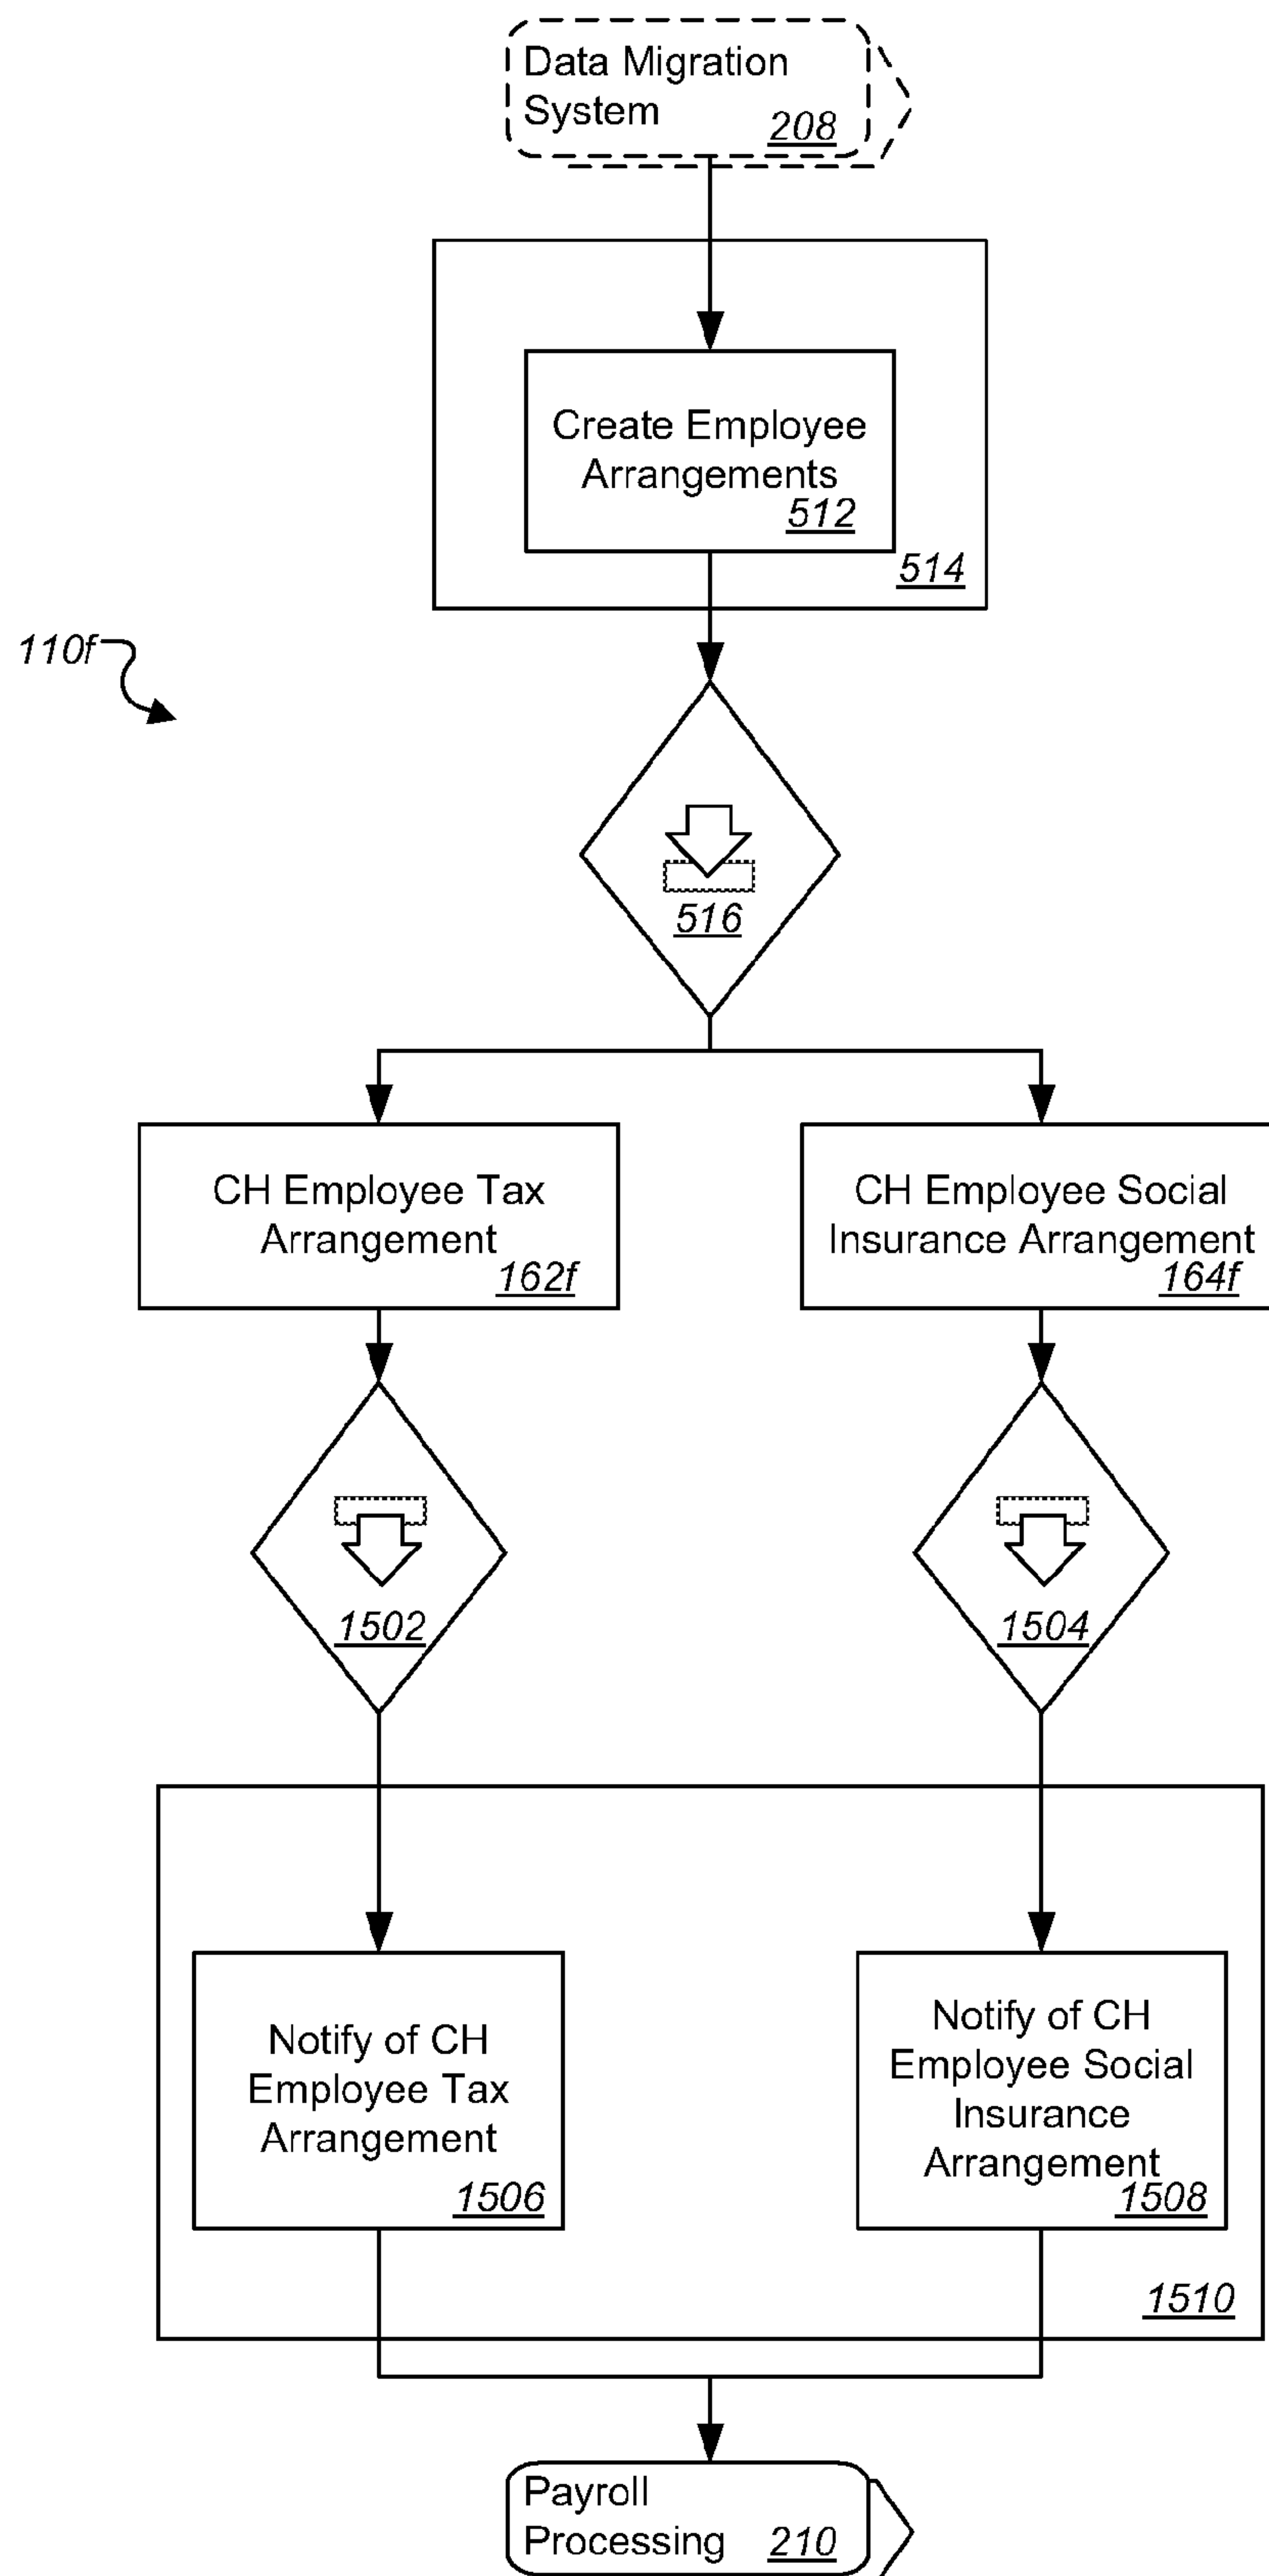 Data Migration
System 208
Create Employee
Arrangements
512
514
110f
516
CH Employee Tax
Arrangement
162f
CH Employee Social
Insurance Arrangement
164f
1502
1504
Notify of CH
Employee Tax
Arrangement
1506
Notify of CH
Employee Social
Insurance
Arrangement
1508
1510
Payroll
Processing 210